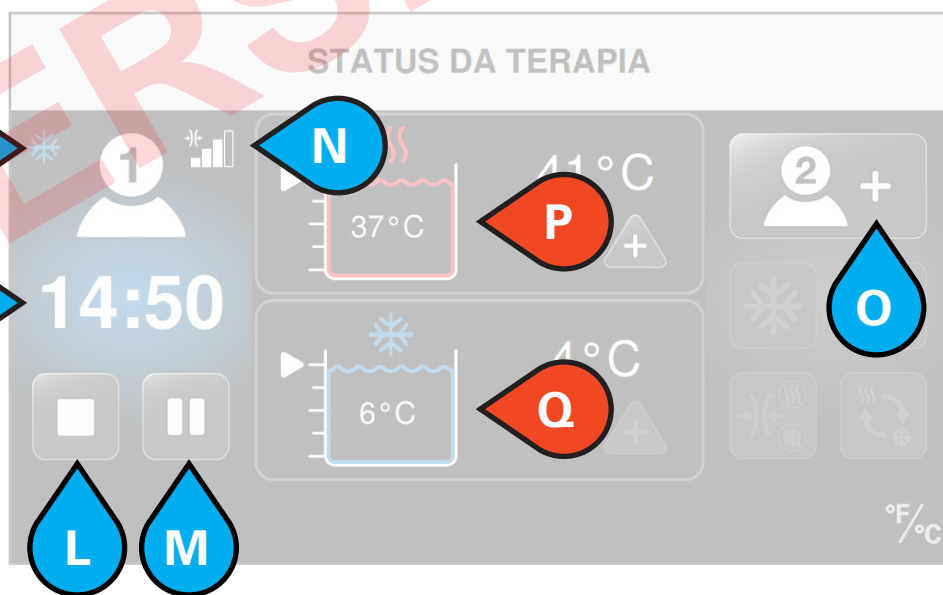 STATUS DA TERAPIA
1
N
41°C
37°C
P
+
2
+
14:50
O
4°C
6°C
Q
+
L
M
°F/°C